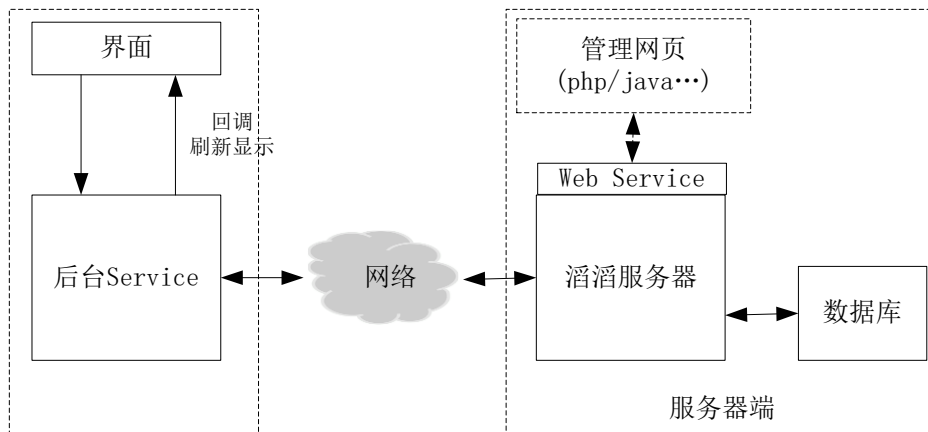 界面
回调
刷新显示
后台Service
网络
管理网页
(php/java…)
Web Service
滔滔服务器
数据库
服务器端